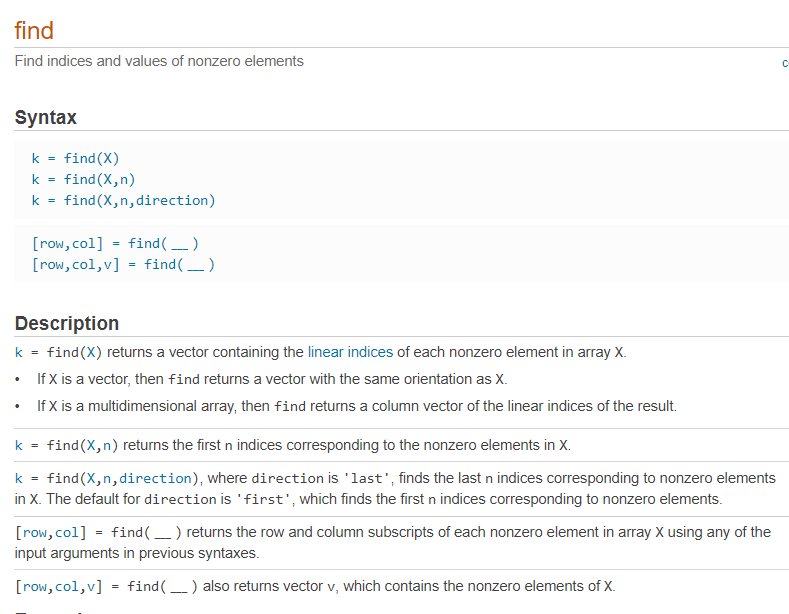 find
Find indices and values of nonzero elements
c
Syntax
k = find(X)
k = find(X,n)
k = find(X,n,direction)
[row,col] = find( __ )
[row,col,v] = find( __ )
Description
k = find(X) returns a vector containing the linear indices of each nonzero element in array X.
• If X is a vector, then find returns a vector with the same orientation as X.
• If X is a multidimensional array, then find returns a column vector of the linear indices of the result.
k = find(X,n) returns the first n indices corresponding to the nonzero elements in X.
k = find(X,n,direction), where direction is 'last', finds the last n indices corresponding to nonzero elements
in X. The default for direction is 'first', which finds the first n indices corresponding to nonzero elements.
[row,col] = find( __ ) returns the row and column subscripts of each nonzero element in array X using any of the
input arguments in previous syntaxes.
[row,col,v] = find( __ ) also returns vector v, which contains the nonzero elements of X.